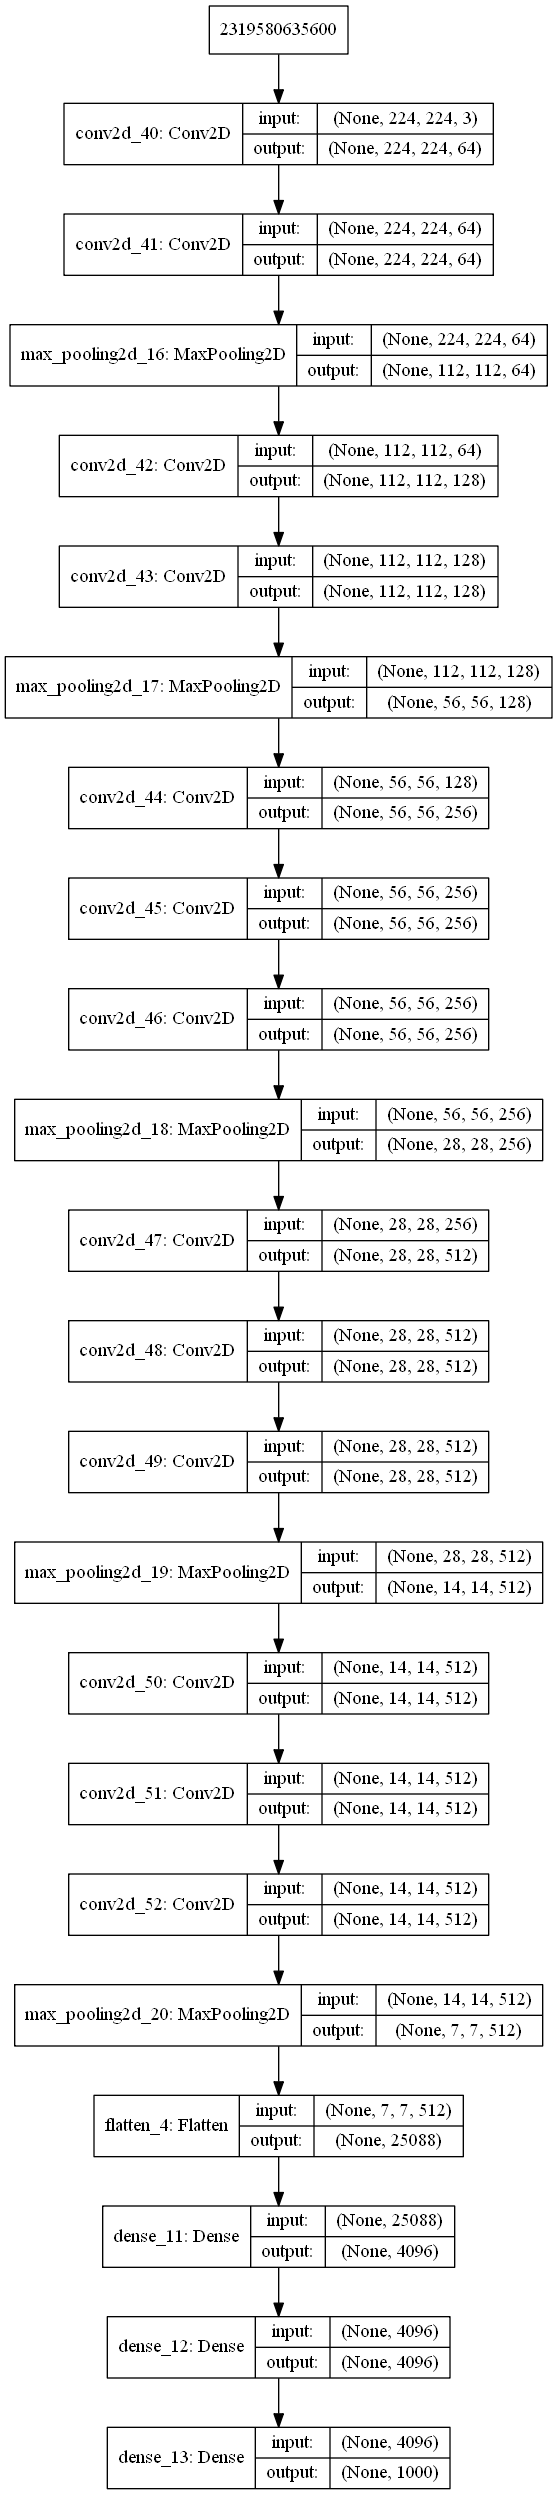 2319580635600
conv2d_40: Conv2D
input: (None, 224, 224, 3)
output: (None, 224, 224, 64)
conv2d_41: Conv2D
input: (None, 224, 224, 64)
output: (None, 224, 224, 64)
max_pooling2d_16: MaxPooling2D
input: (None, 224, 224, 64)
output: (None, 112, 112, 64)
conv2d_42: Conv2D
input: (None, 112, 112, 64)
output: (None, 112, 112, 128)
conv2d_43: Conv2D
input: (None, 112, 112, 128)
output: (None, 112, 112, 128)
max_pooling2d_17: MaxPooling2D
input: (None, 112, 112, 128)
output: (None, 56, 56, 128)
conv2d_44: Conv2D
input: (None, 56, 56, 128)
output: (None, 56, 56, 256)
conv2d_45: Conv2D
input: (None, 56, 56, 256)
output: (None, 56, 56, 256)
conv2d_46: Conv2D
input: (None, 56, 56, 256)
output: (None, 56, 56, 256)
max_pooling2d_18: MaxPooling2D
input: (None, 56, 56, 256)
output: (None, 28, 28, 256)
conv2d_47: Conv2D
input: (None, 28, 28, 256)
output: (None, 28, 28, 512)
conv2d_48: Conv2D
input: (None, 28, 28, 512)
output: (None, 28, 28, 512)
conv2d_49: Conv2D
input: (None, 28, 28, 512)
output: (None, 28, 28, 512)
max_pooling2d_19: MaxPooling2D
input: (None, 28, 28, 512)
output: (None, 14, 14, 512)
conv2d_50: Conv2D
input: (None, 14, 14, 512)
output: (None, 14, 14, 512)
conv2d_51: Conv2D
input: (None, 14, 14, 512)
output: (None, 14, 14, 512)
conv2d_52: Conv2D
input: (None, 14, 14, 512)
output: (None, 14, 14, 512)
max_pooling2d_20: MaxPooling2D
input: (None, 14, 14, 512)
output: (None, 7, 7, 512)
flatten_4: Flatten
input: (None, 7, 7, 512)
output: (None, 25088)
dense_11: Dense
input: (None, 25088)
output: (None, 4096)
dense_12: Dense
input: (None, 4096)
output: (None, 4096)
dense_13: Dense
input: (None, 4096)
output: (None, 1000)